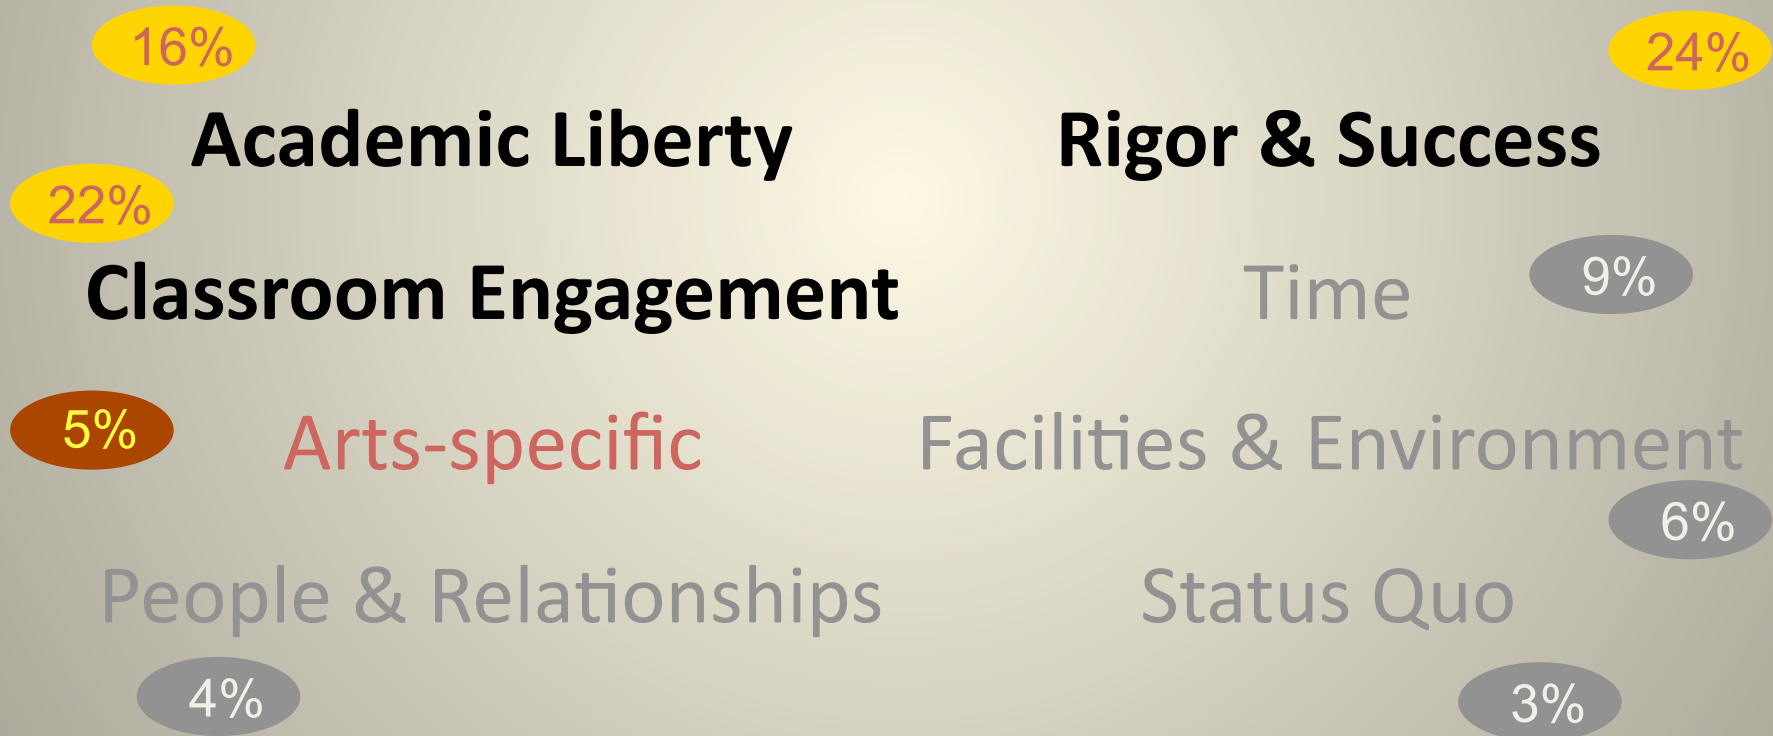 16%
24%
Academic Liberty
Rigor & Success
22%
Classroom Engagement
Time
9%
5%
Arts-specific
Facilities & Environment
6%
People & Relationships
Status Quo
4%
3%